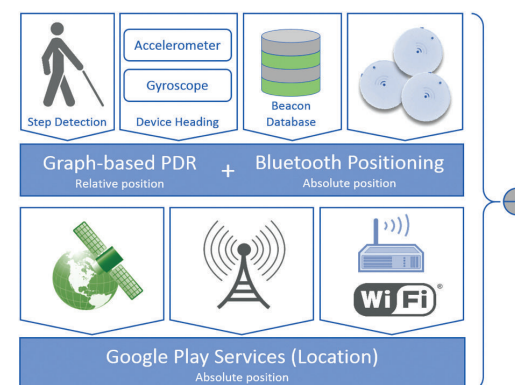 Accelerometer
Gyroscope
Step Detection
Device Heading
Beacon
Database
Graph-based PDR + Bluetooth Positioning
Relative position
Absolute position
WiFi
Google Play Services (Location)
Absolute position